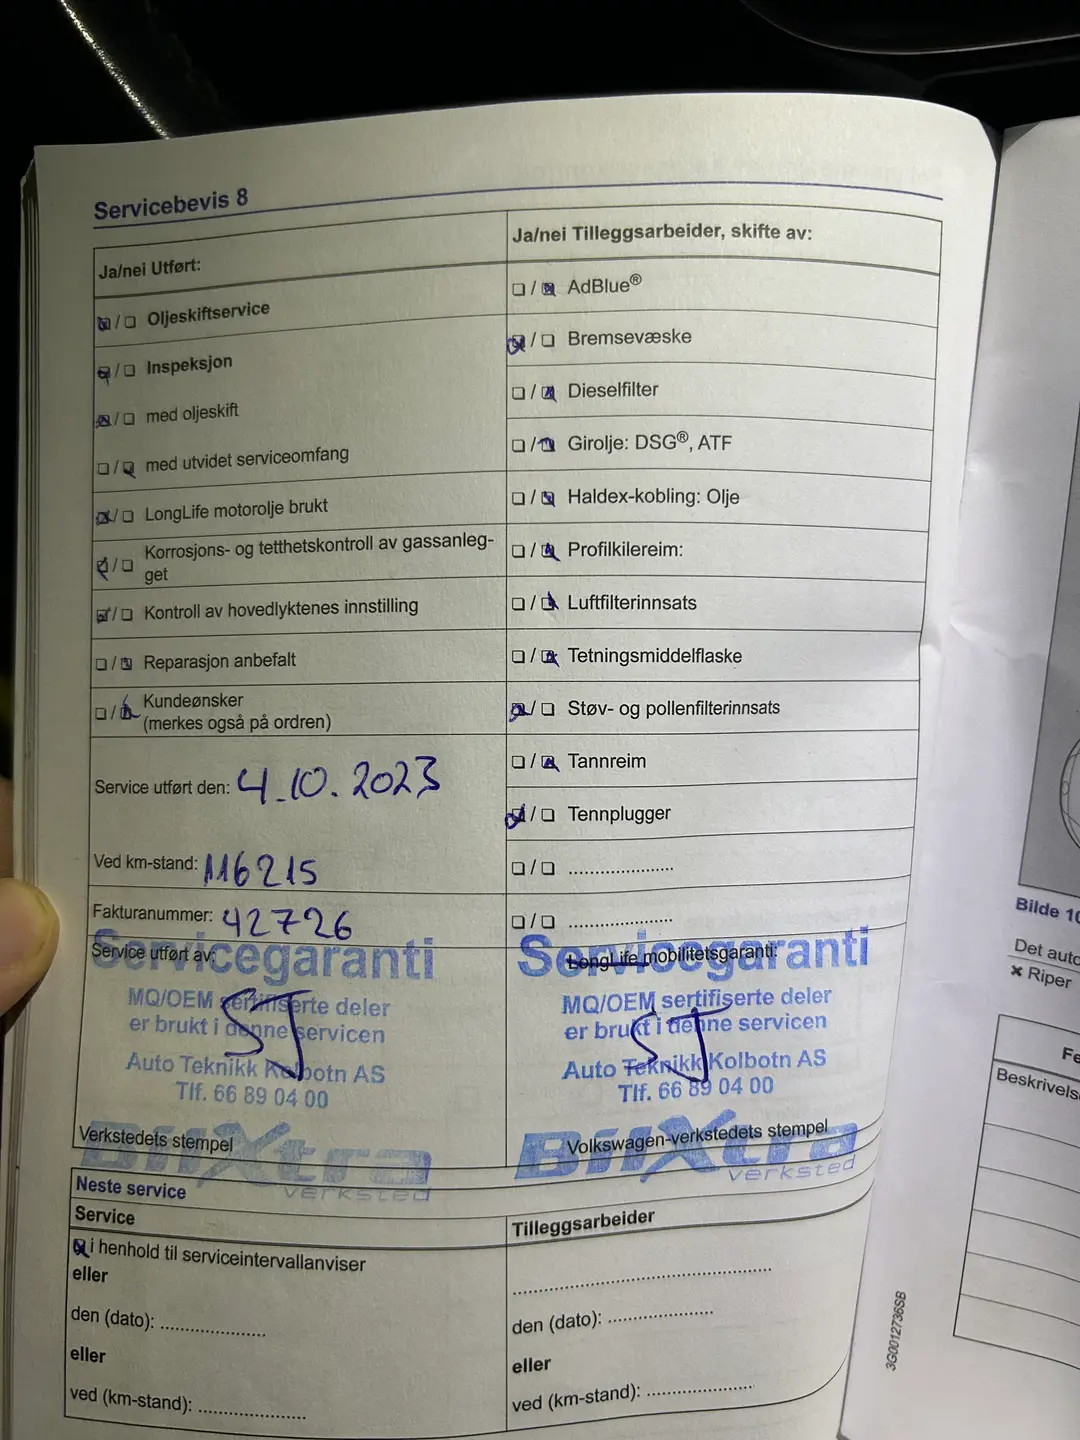 Servicebevis 8
Ja/nei Utført:
☒/☐ Oljeskiftservice
☒/☐ Inspeksjon
☒/☐ med oljeskift
☐/☒ med utvidet serviceomfang
☒/☐ LongLife motorolje brukt
☒/☐ Korrosjons- og tetthetskontroll av gassanleg-
get
☒/☐ Kontroll av hovedlyktenes innstilling
☐/☒ Reparasjon anbefalt
☐/☒ Kundeønsker
(merkes også på ordren)
Service utført den: 4.10.2023
Ved km-stand: 116215
Fakturanummer: 42726
Service utført av:
Servicegaranti
MQ/OEM sertifiserte deler
er brukt i denne servicen
Auto Teknikk Kolbotn AS
Tlf. 66 89 04 00
SJ
Verkstedets stempel
BilXtra
verksted
Ja/nei Tilleggsarbeider, skifte av:
☐/☒ AdBlue®
☒/☐ Bremsevæske
☐/☒ Dieselfilter
☐/☒ Girolje: DSG®, ATF
☐/☒ Haldex-kobling: Olje
☐/☒ Profilkilereim:
☐/☒ Luftfilterinnsats
☐/☒ Tetningsmiddelflaske
☒/☐ Støv- og pollenfilterinnsats
☐/☒ Tannreim
☒/☐ Tennplugger
☐/☐ ....................
☐/☐ ....................
LongLife mobilitetsgaranti:
Servicegaranti
MQ/OEM sertifiserte deler
er brukt i denne servicen
Auto Teknikk Kolbotn AS
Tlf. 66 89 04 00
SJ
Volkswagen-verkstedets stempel
BilXtra
verksted
Neste service
Service
☒ i henhold til serviceintervallanviser
eller
den (dato): ....................
eller
ved (km-stand): ....................
Tilleggsarbeider
..................................................
den (dato): ....................
eller
ved (km-stand): ....................
3G0012736SB
Bilde 10
Det auto
× Riper
Fe
Beskrivels